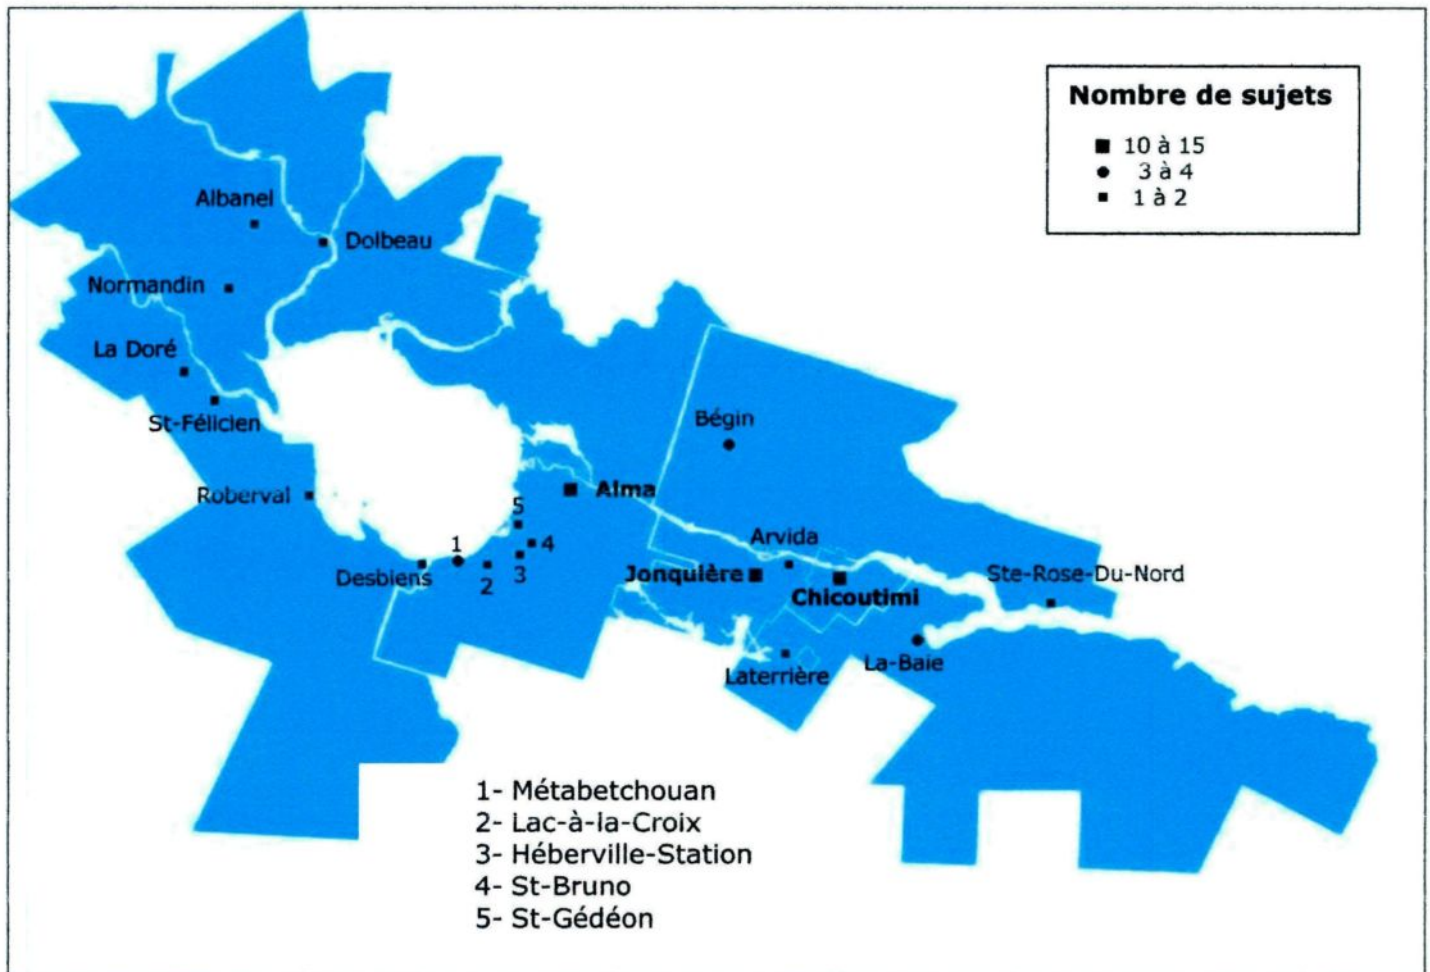 Nombre de sujets
10 à 15
3 à 4
1 à 2
Albanel
Dolbeau
Normandin
La Doré
St-Félicien
Bégin
Roberval
Alma
5
Arvida
1
4
Desbiens
2
3
Jonquière
Ste-Rose-Du-Nord
Chicoutimi
La-Baie
Laterrière
1- Métabetchouan
2- Lac-à-la-Croix
3- Héberville-Station
4- St-Bruno
5- St-Gédéon